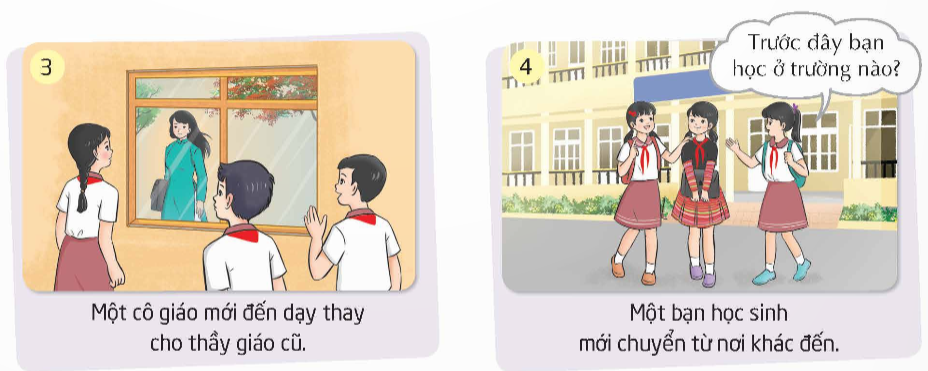 3
Một cô giáo mới đến dạy thay
cho thầy giáo cũ.
4
Trước đây bạn
học ở trường nào?
Một bạn học sinh
mới chuyển từ nơi khác đến.